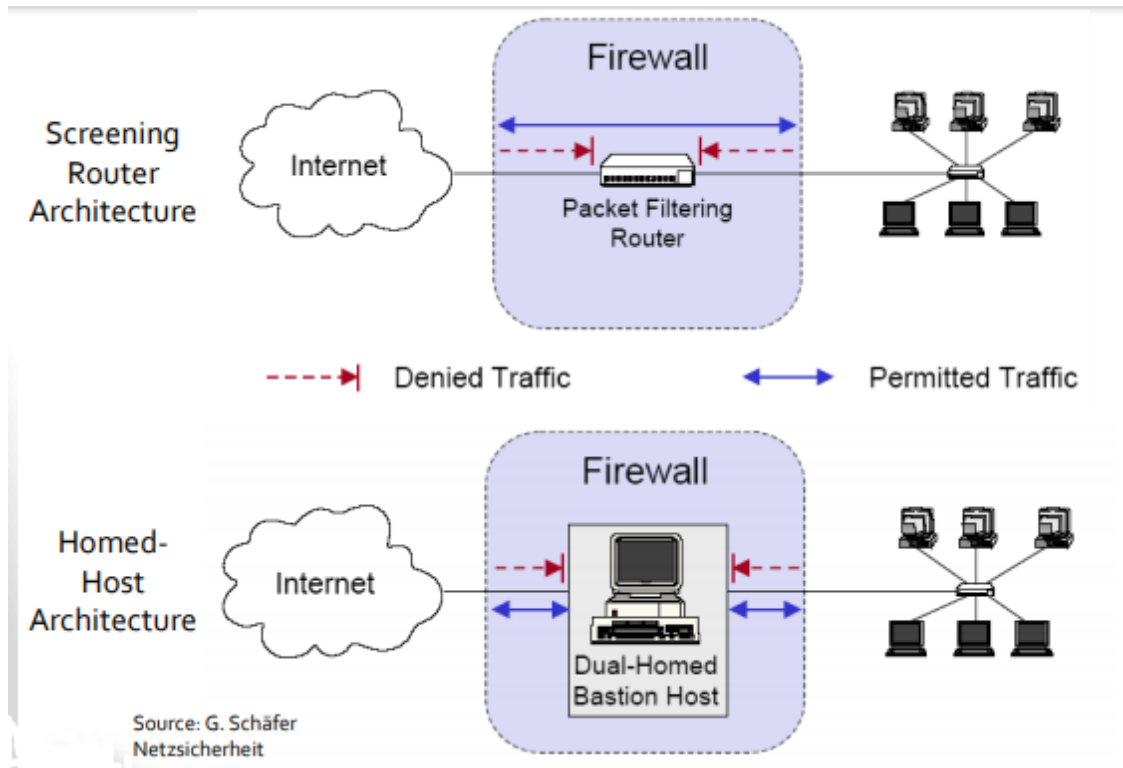 Firewall
Screening
Router
Architecture
Internet
Packet Filtering
Router
Denied Traffic
Permitted Traffic
Firewall
Homed-
Host
Architecture
Internet
Dual-Homed
Bastion Host
Source: G. Schäfer
Netzsicherheit